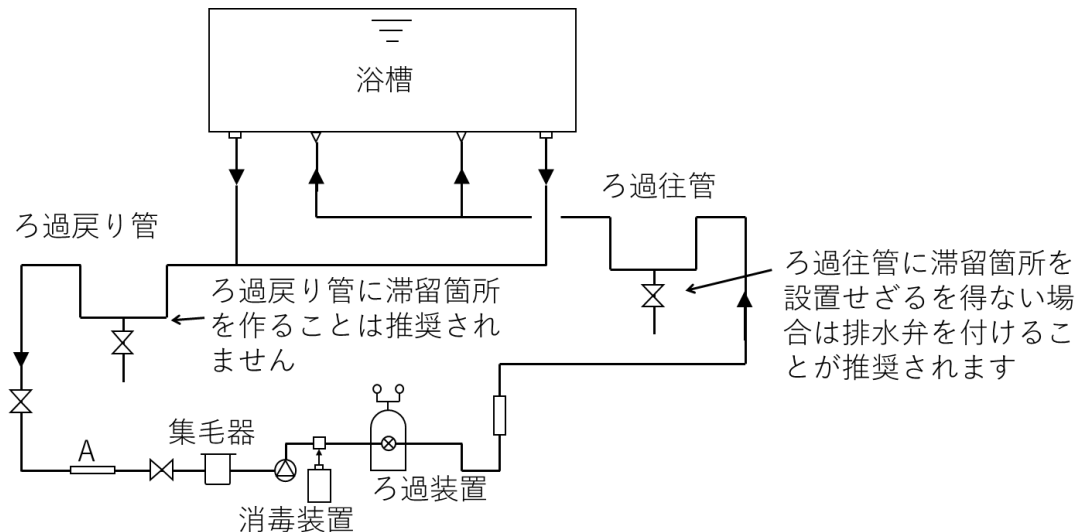 浴槽
ろ過往管
ろ過戻り管
ろ過往管に滞留箇所を
設置せざるを得ない場
合は排水弁を付けるこ
とが推奨されます
ろ過戻り管に滞留箇所
を作ることは推奨され
ません
A
集毛器
ろ過装置
消毒装置